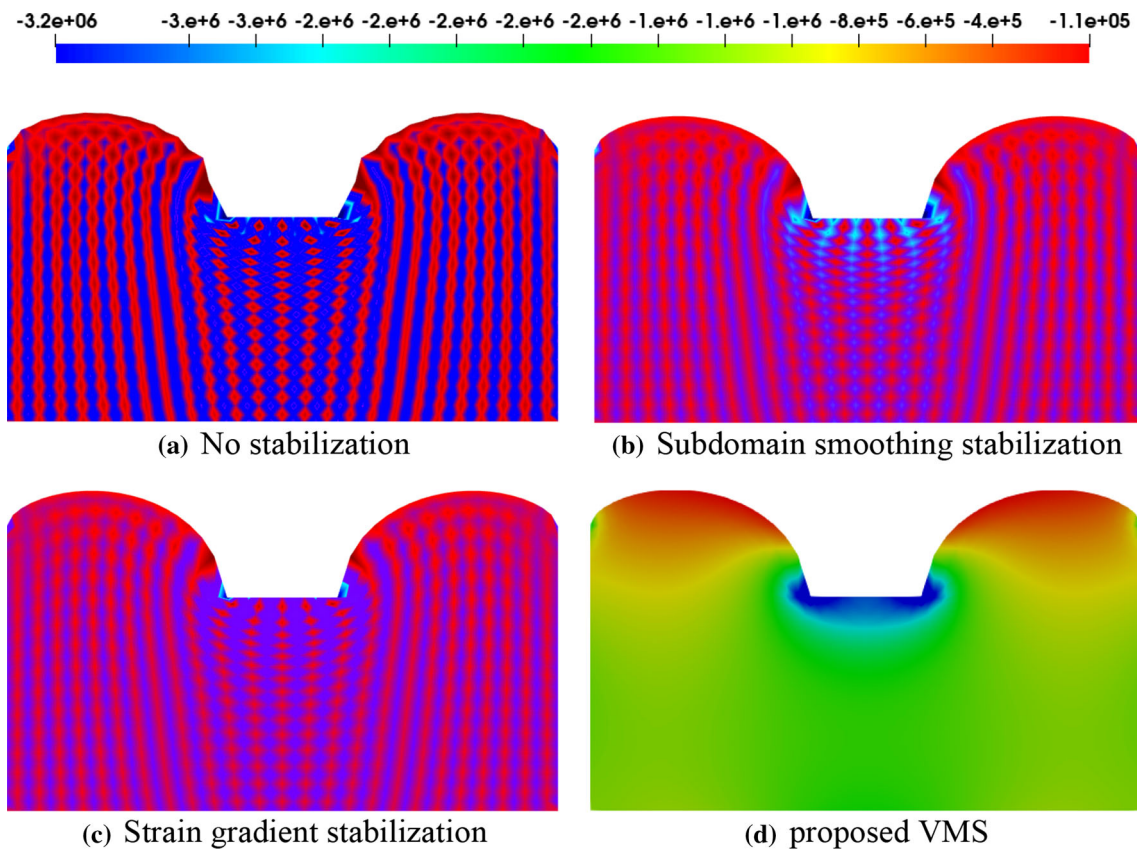 -3.2e+06 -3.e+6 -3.e+6 -2.e+6 -2.e+6 -2.e+6 -2.e+6 -2.e+6 -1.e+6 -1.e+6 -1.e+6 -8.e+5 -6.e+5 -4.e+5 -1.1e+05
(a) No stabilization
(b) Subdomain smoothing stabilization
(c) Strain gradient stabilization
(d) proposed VMS